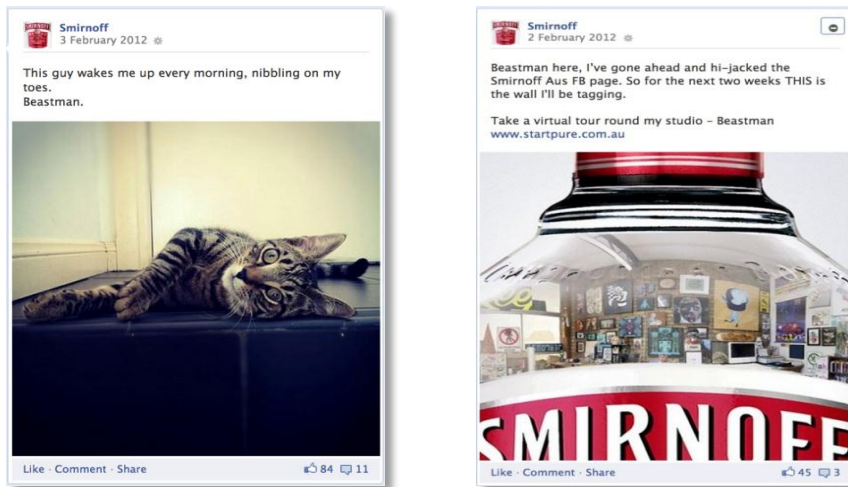 Smirnoff
3 February 2012
This guy wakes me up every morning, nibbling on my
toes.
Beastman.
Like · Comment · Share
84 11
Smirnoff
2 February 2012
Beastman here, I've gone ahead and hi-jacked the
Smirnoff Aus FB page. So for the next two weeks THIS is
the wall I'll be tagging.
Take a virtual tour round my studio – Beastman
www.startpure.com.au
SMIRNOFF
Like · Comment · Share
45 3